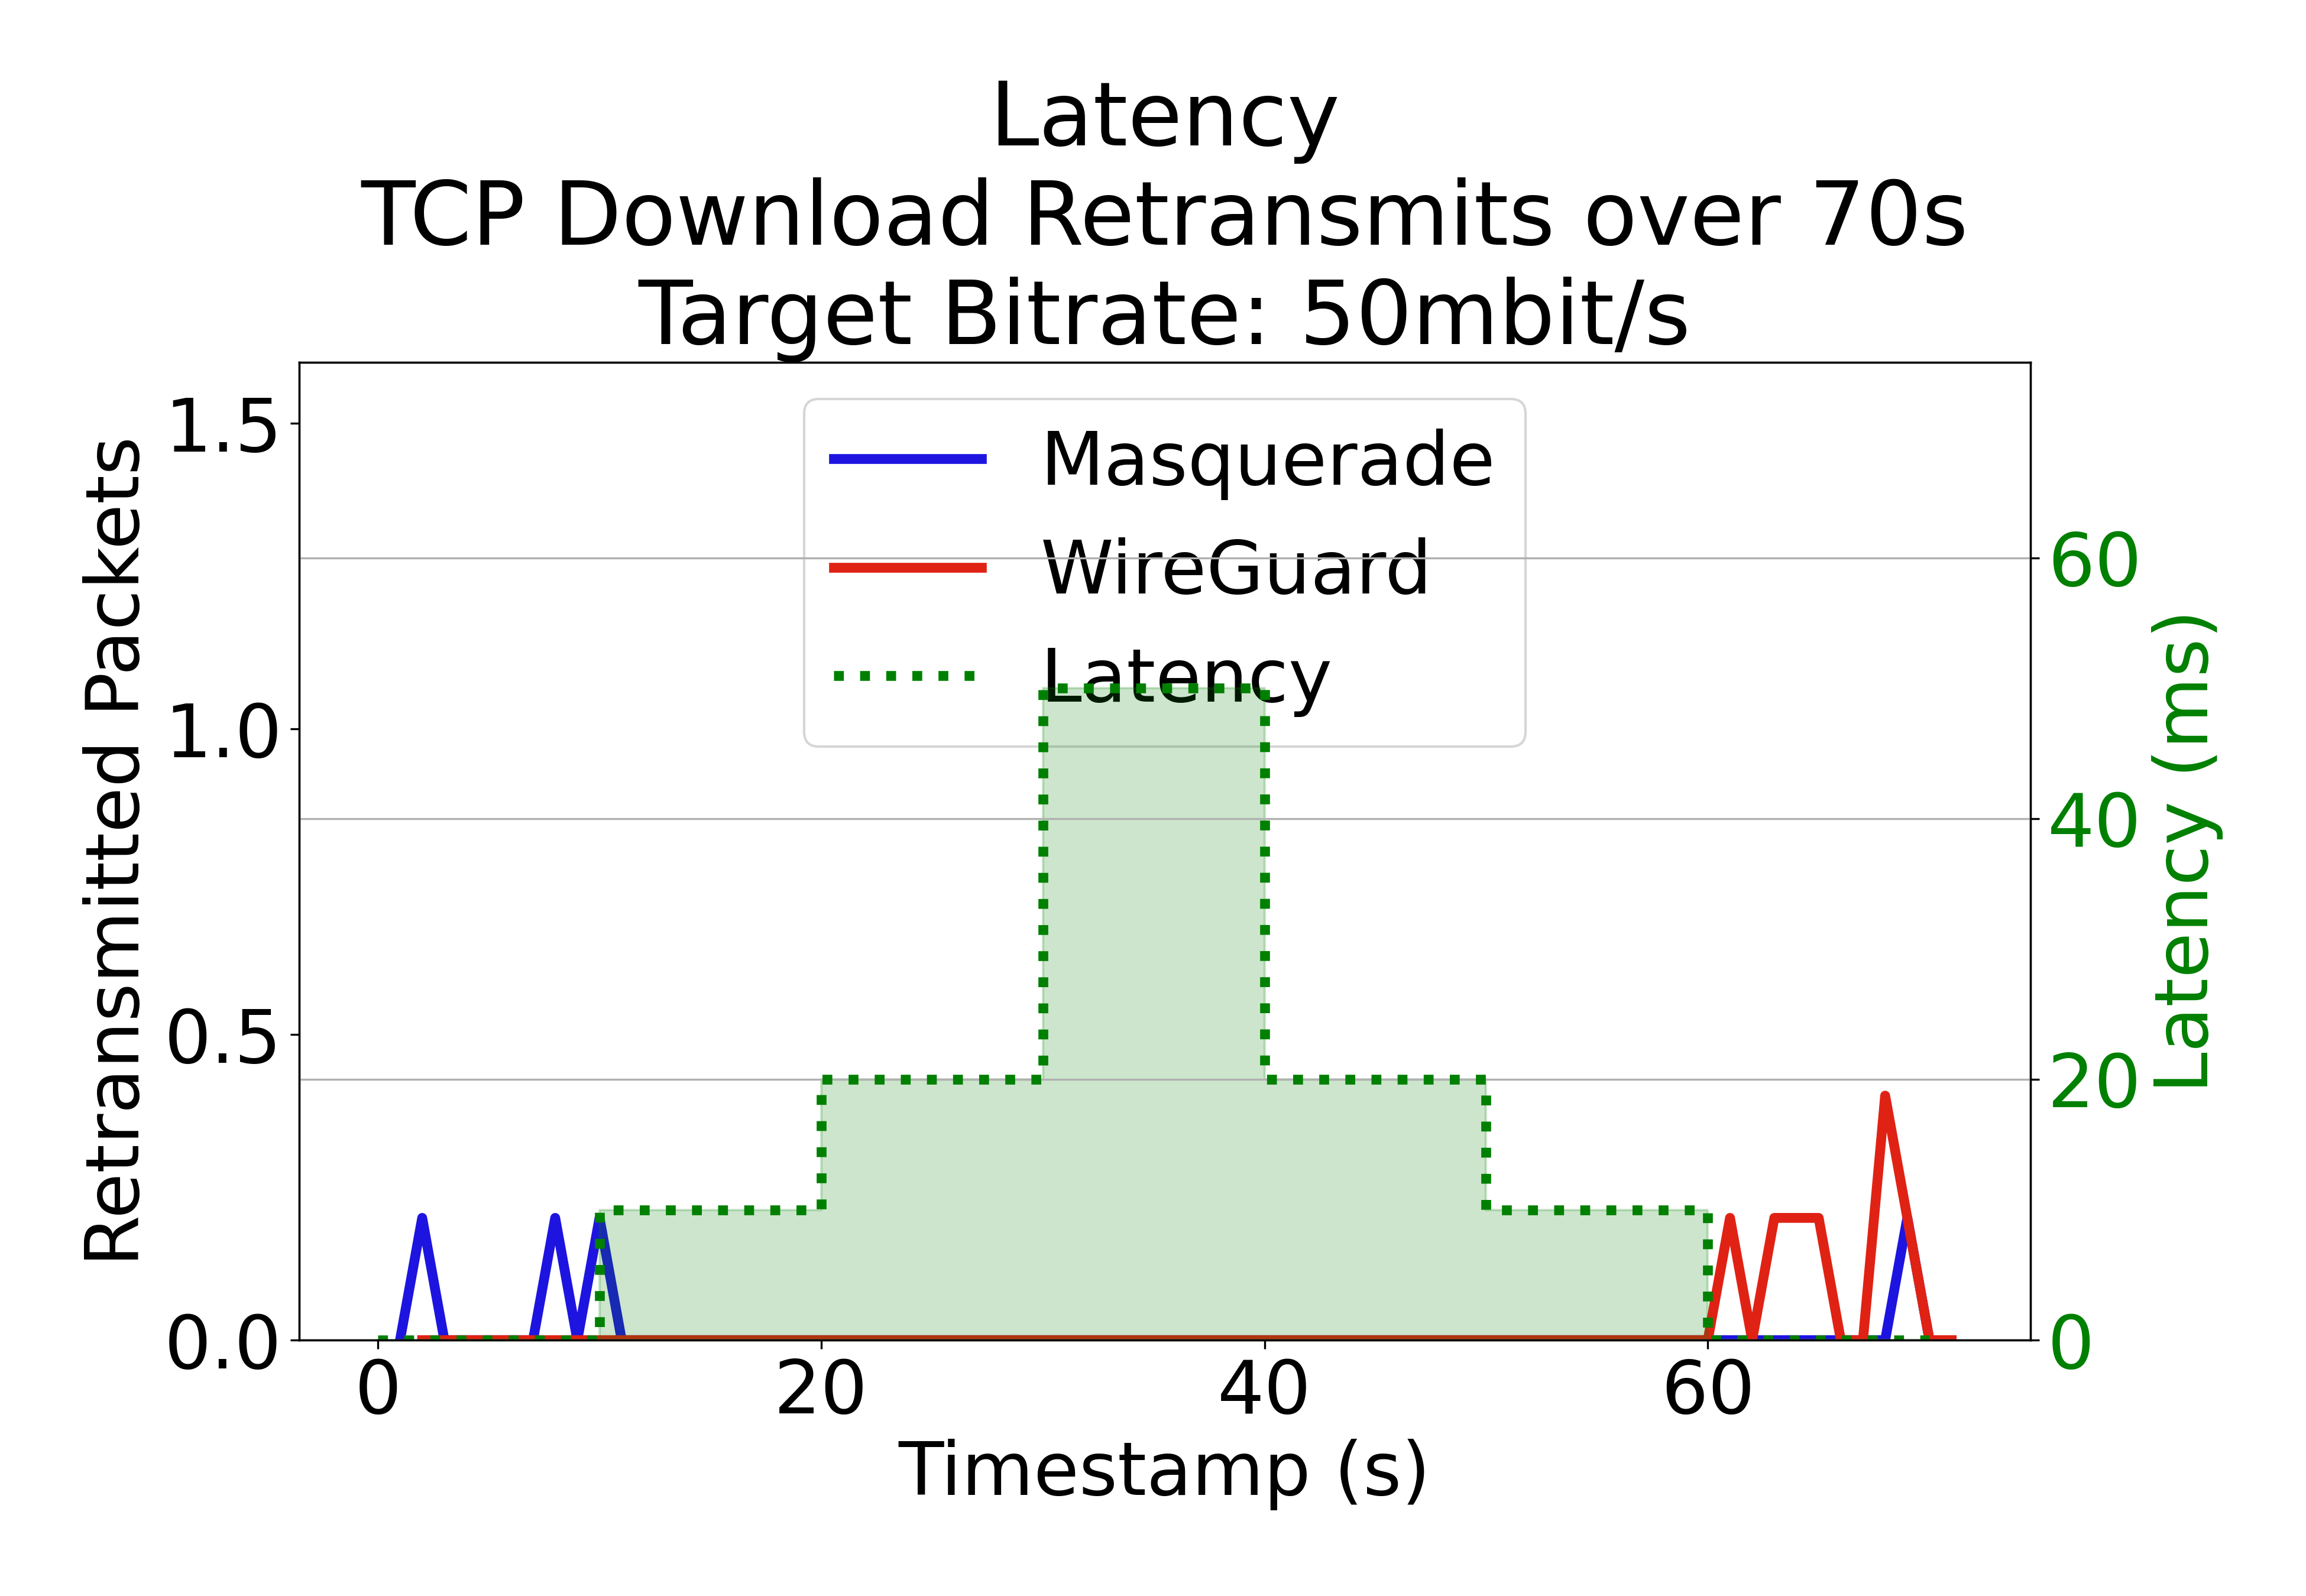 Latency
TCP Download Retransmits over 70s
Target Bitrate: 50mbit/s
Retransmitted Packets
1.5
1.0
0.5
0.0
Masquerade
WireGuard
Latency
60
40
20
0
Latency (ms)
0
20
40
60
Timestamp (s)